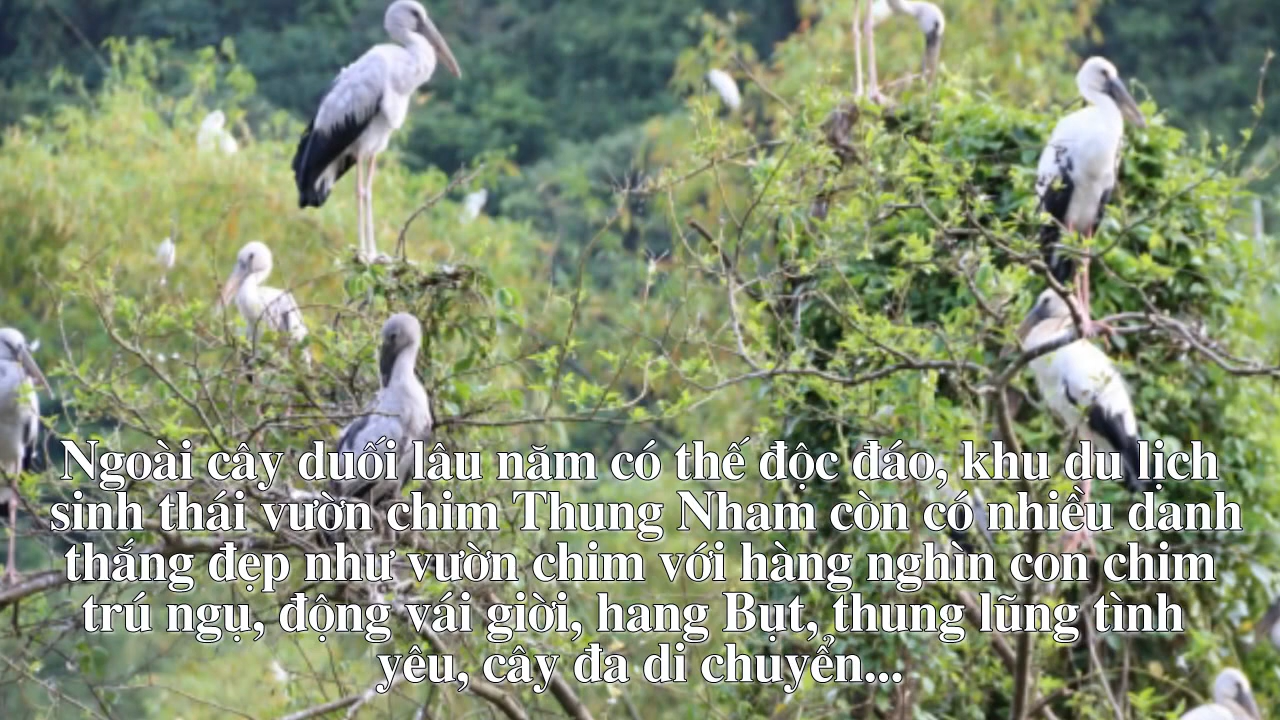 Ngoài cây duối lâu năm có thế độc đáo, khu du lịch
sinh thái vườn chim Thung Nham còn có nhiều danh
thắng đẹp như vườn chim với hàng nghìn con chim
trú ngụ, động vái giời, hang Bụt, thung lũng tình
yêu, cây đa di chuyển...